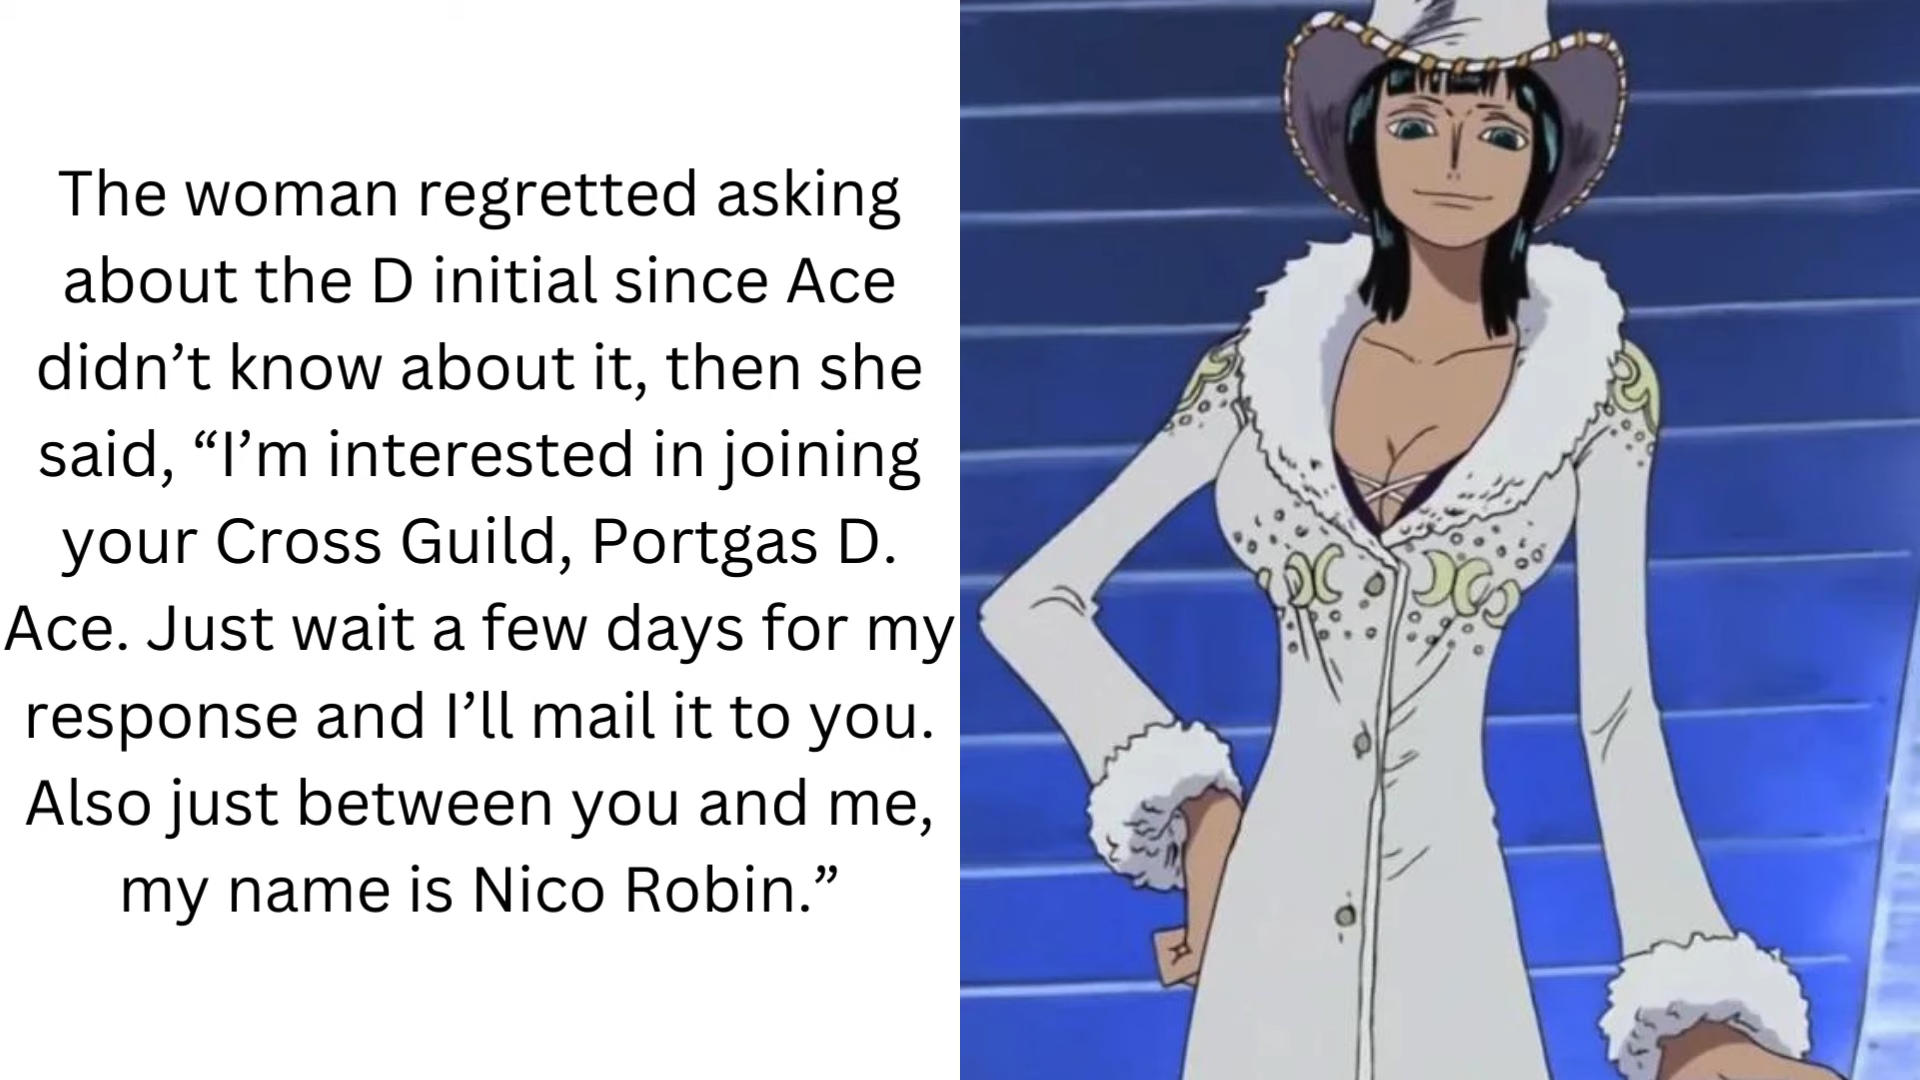 The woman regretted asking
about the D initial since Ace
didn’t know about it, then she
said, “I’m interested in joining
your Cross Guild, Portgas D.
Ace. Just wait a few days for my
response and I’ll mail it to you.
Also just between you and me,
my name is Nico Robin.”